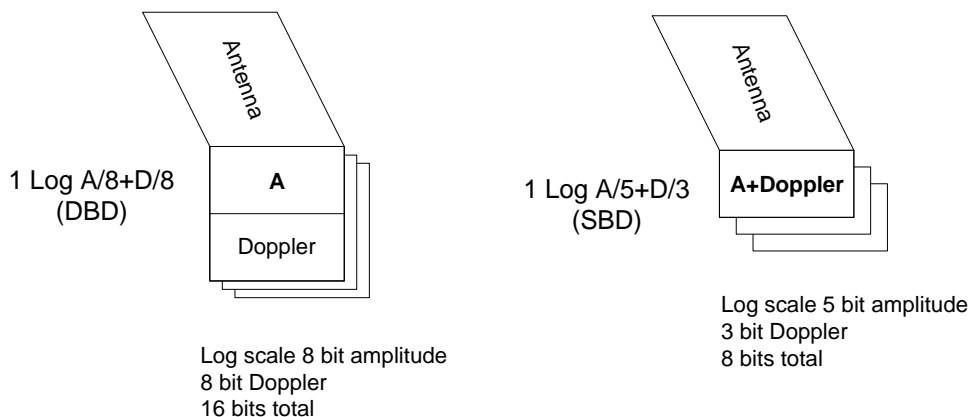 Antenna
1 Log A/8+D/8
(DBD)
A
Doppler
Log scale 8 bit amplitude
8 bit Doppler
16 bits total
Antenna
1 Log A/5+D/3
(SBD)
A+Doppler
Log scale 5 bit amplitude
3 bit Doppler
8 bits total